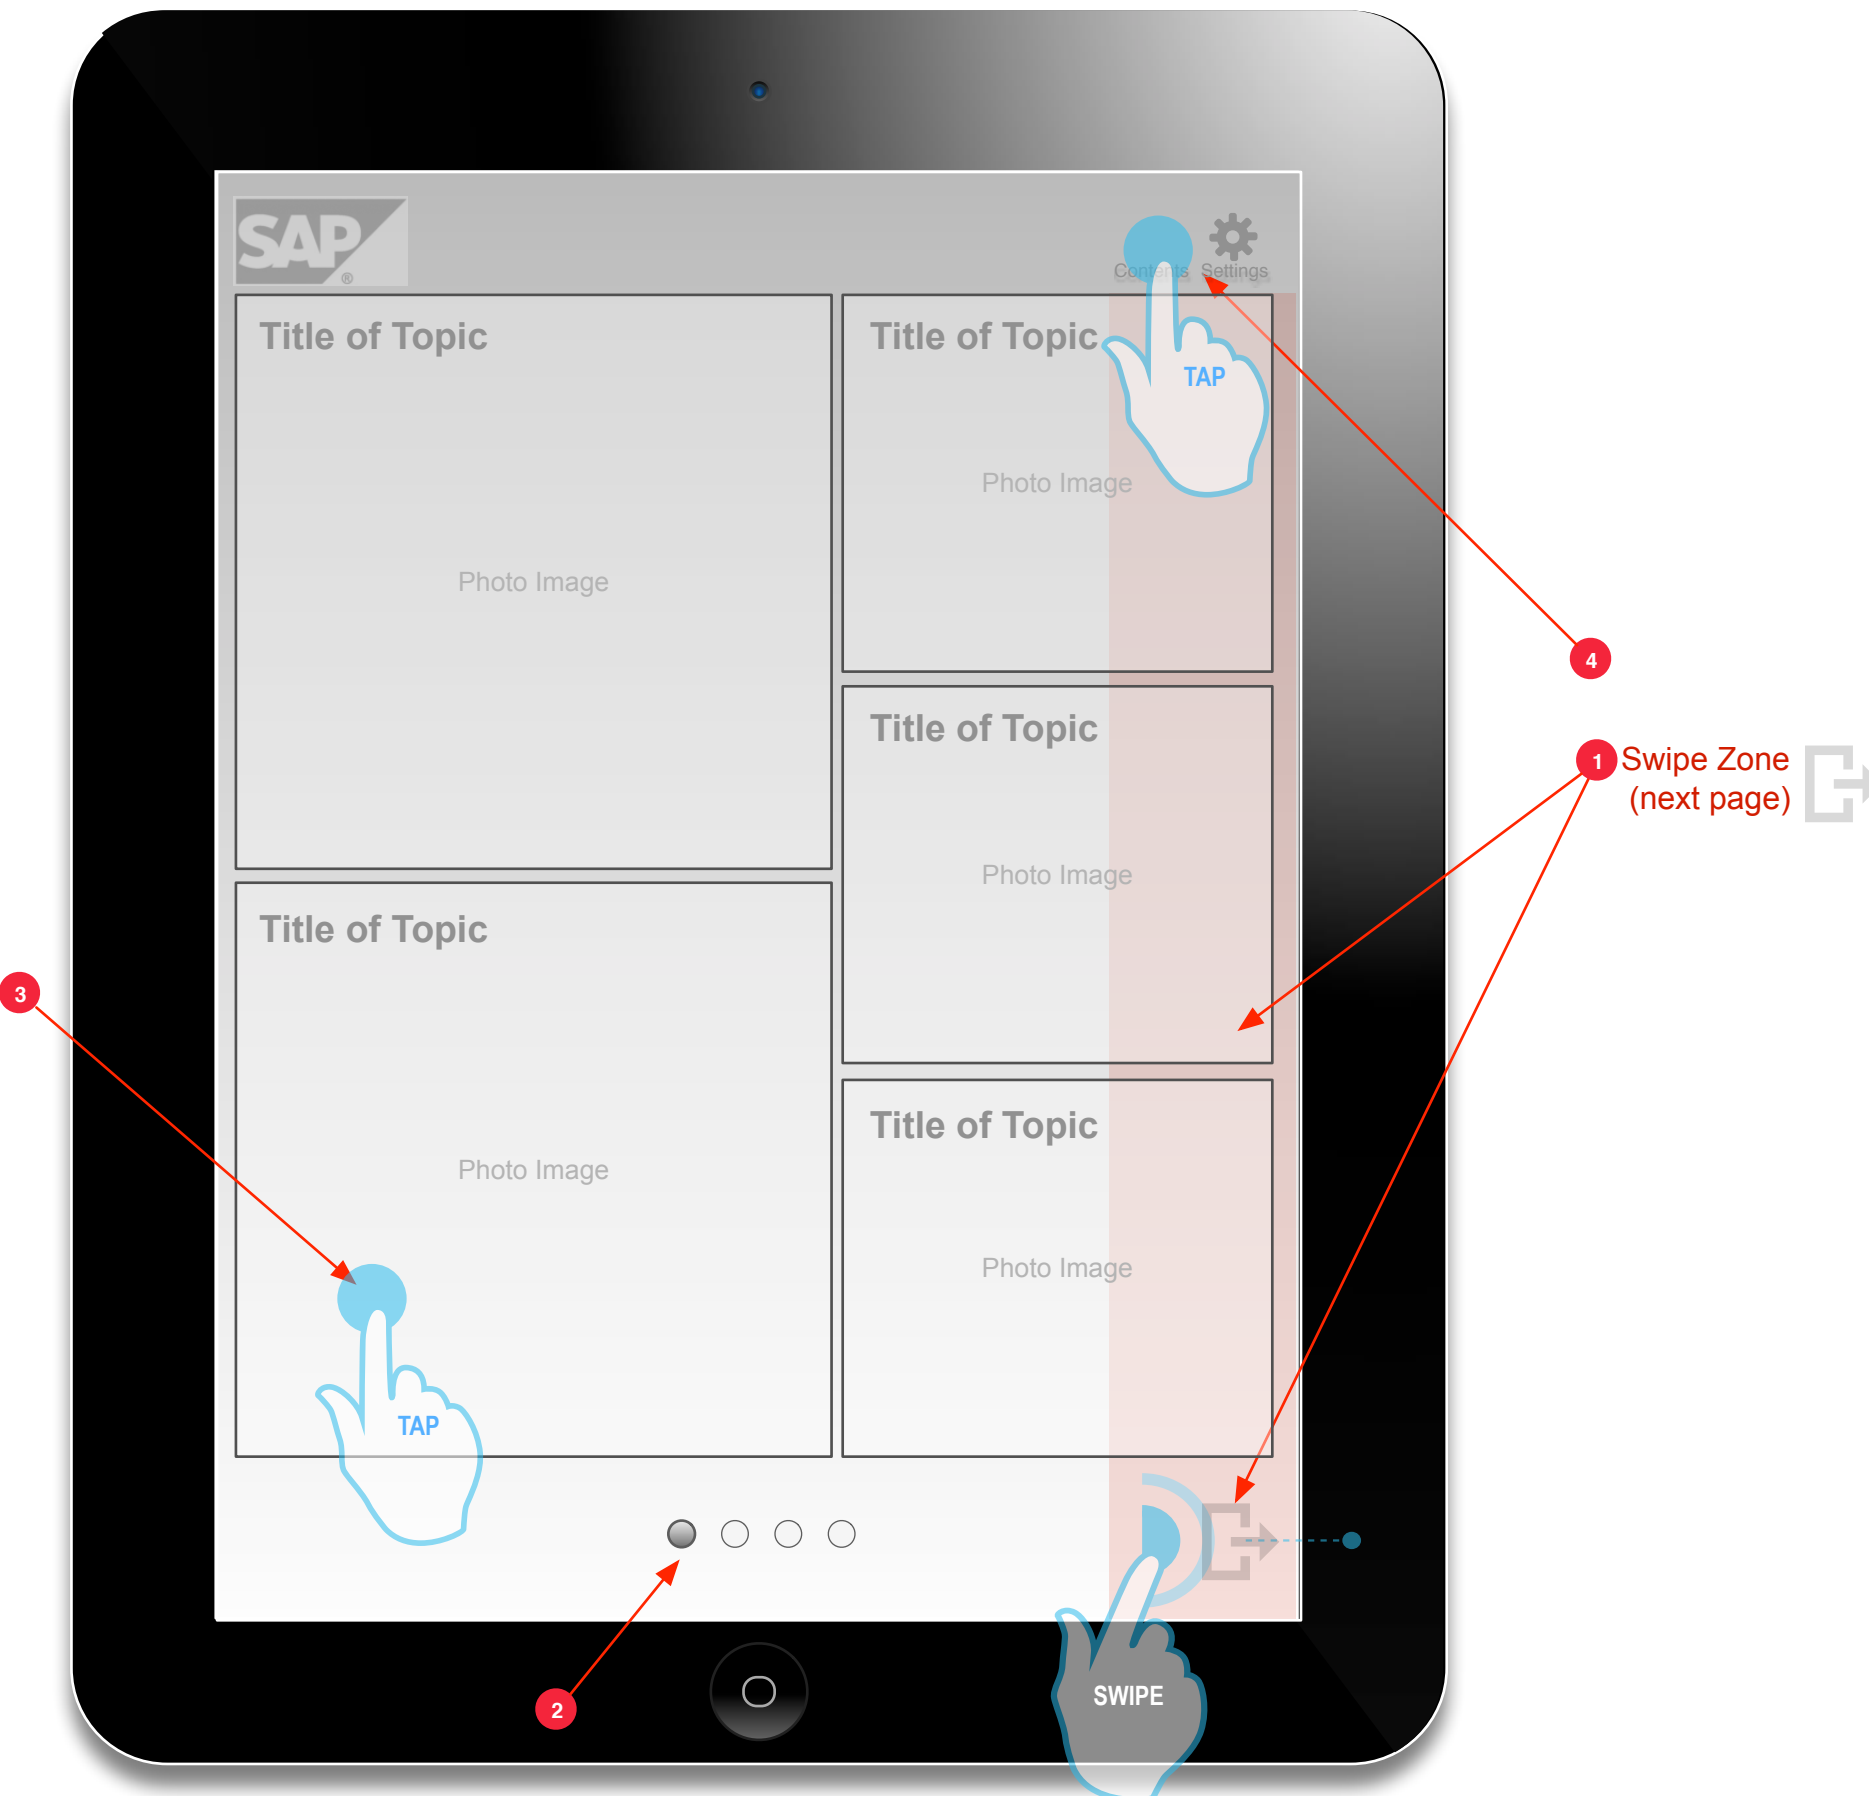 SAP
®
Contents Settings
Title of Topic
Title of Topic
TAP
Photo Image
Photo Image
4
Title of Topic
1 Swipe Zone
(next page)
Photo Image
Title of Topic
3
Title of Topic
Photo Image
Photo Image
TAP
SWIPE
2